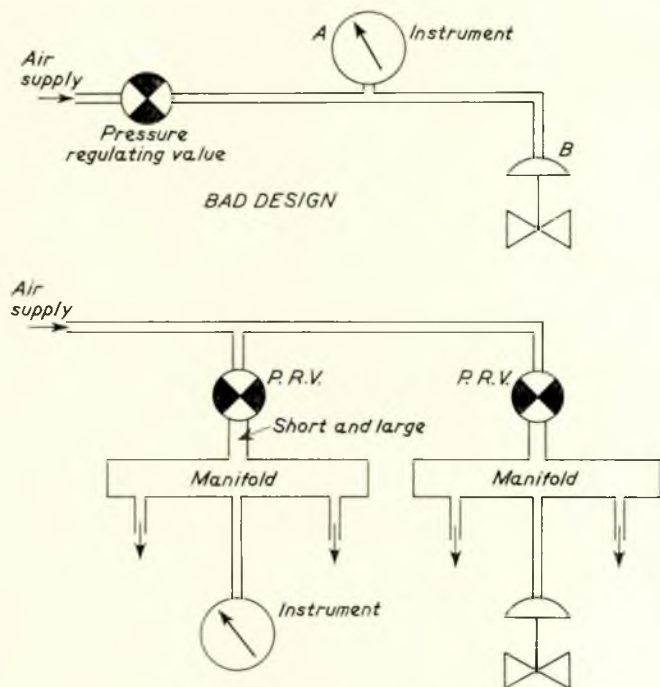 A
Instrument
Air
supply
Pressure
regulating value
B
BAD DESIGN
Air
supply
P.R.V.
P.R.V.
Short and large
Manifold
Manifold
Instrument